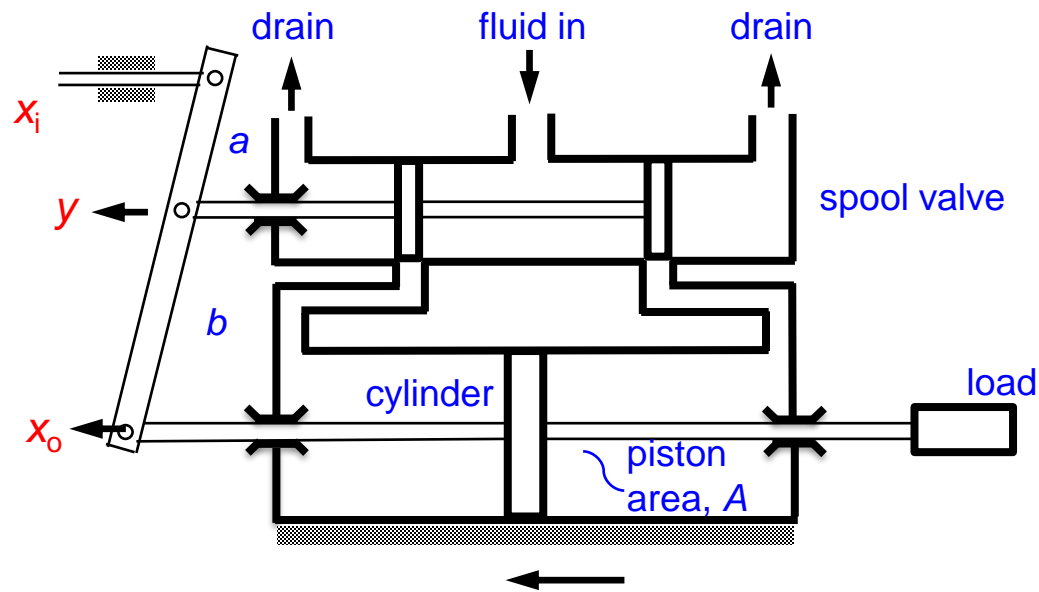 drain
fluid in
drain
xi
a
y
spool valve
b
cylinder
load
xo
piston
area, A